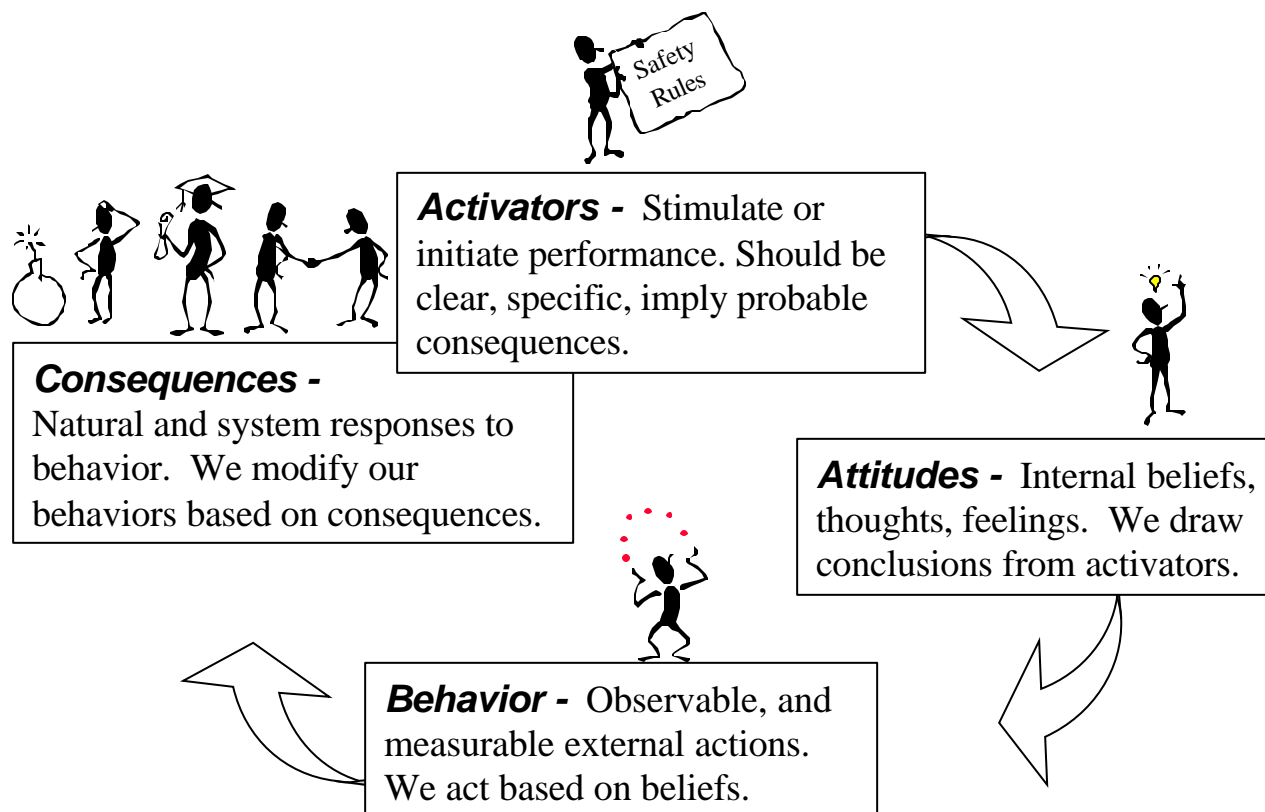 Safety
Rules
Activators - Stimulate or
initiate performance. Should be
clear, specific, imply probable
consequences.
Consequences -
Natural and system responses to
behavior. We modify our
behaviors based on consequences.
Attitudes - Internal beliefs,
thoughts, feelings. We draw
conclusions from activators.
Behavior - Observable, and
measurable external actions.
We act based on beliefs.